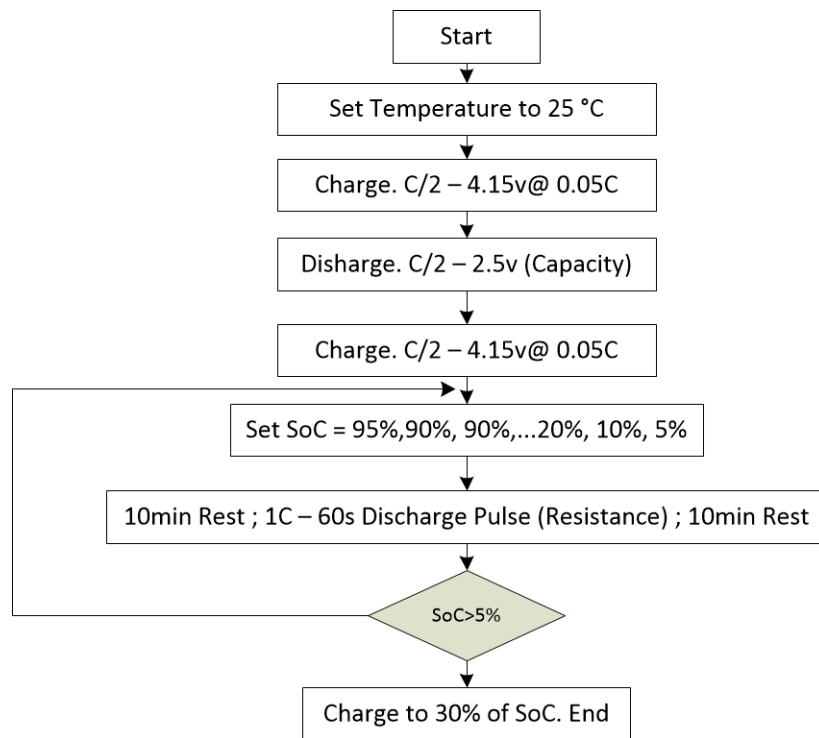 Start
Set Temperature to 25 °C
Charge. C/2 – 4.15v@ 0.05C
Disharge. C/2 – 2.5v (Capacity)
Charge. C/2 – 4.15v@ 0.05C
Set SoC = 95%,90%, 90%,...20%, 10%, 5%
10min Rest ; 1C – 60s Discharge Pulse (Resistance) ; 10min Rest
SoC>5%
Charge to 30% of SoC. End